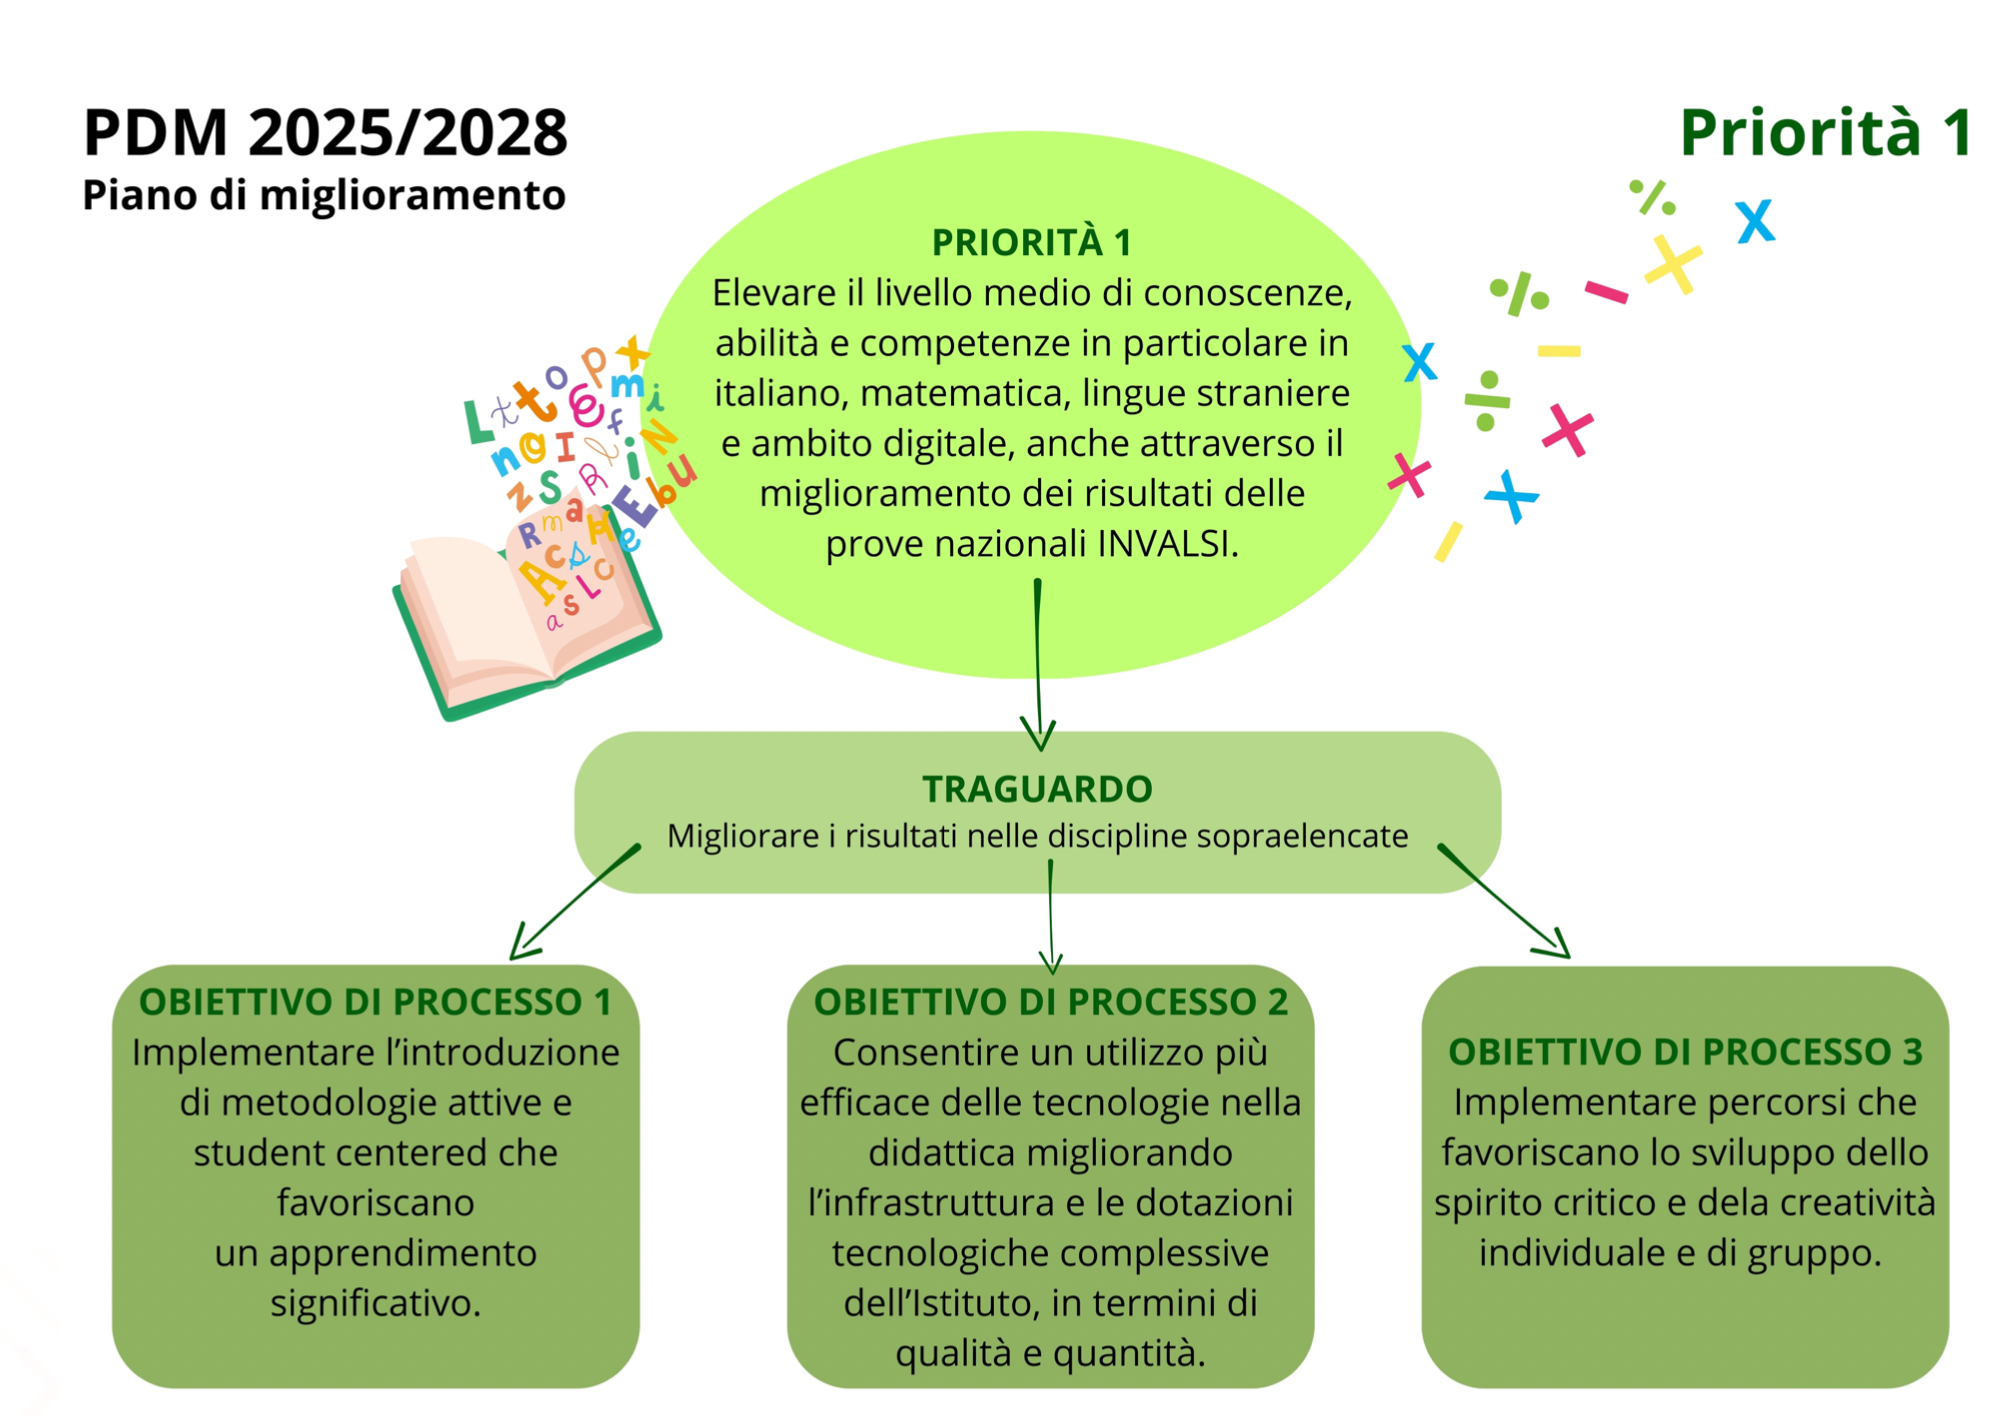 PDM 2025/2028
Piano di miglioramento
Priorità 1
PRIORITÀ 1
Elevare il livello medio di conoscenze,
abilità e competenze in particolare in
italiano, matematica, lingue straniere
e ambito digitale, anche attraverso il
miglioramento dei risultati delle
prove nazionali INVALSI.
TRAGUARDO
Migliorare i risultati nelle discipline sopraelencate
OBIETTIVO DI PROCESSO 1
Implementare l’introduzione
di metodologie attive e
student centered che
favoriscano
un apprendimento
significativo.
OBIETTIVO DI PROCESSO 2
Consentire un utilizzo più
efficace delle tecnologie nella
didattica migliorando
l’infrastruttura e le dotazioni
tecnologiche complessive
dell’Istituto, in termini di
qualità e quantità.
OBIETTIVO DI PROCESSO 3
Implementare percorsi che
favoriscano lo sviluppo dello
spirito critico e dela creatività
individuale e di gruppo.